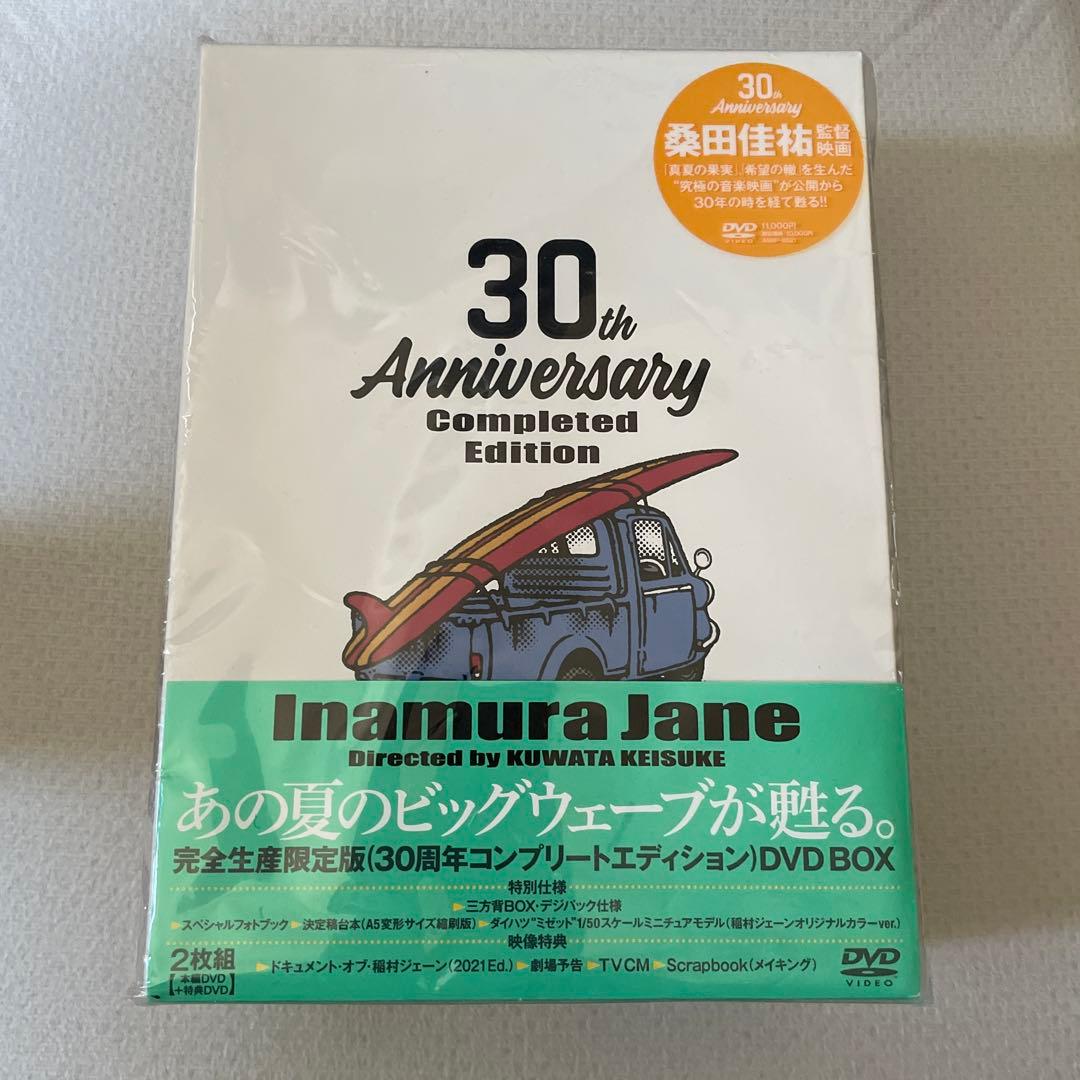 30th
Anniversary
桑田佳祐監督映画
「真夏の果実」、「希望の轍」を生んだ
“究極の音楽映画”が公開から
30年の時を経て甦る!!
DVD
VIDEO
11,000円
30th
Anniversary
Completed
Edition
Inamura Jane
Directed by KUWATA KEISUKE
あの夏のビッグウェーブが甦る。
完全生産限定版(30周年コンプリートエディション)DVD BOX
特別仕様
▶三方背BOX・デジパック仕様
▶スペシャルフォトブック ▶決定稿台本(A5変形サイズ縮刷版) ▶ダイハツ“ミゼット”1/50スケールミニチュアモデル(稲村ジェーンオリジナルカラーver.)
映像特典
▶ドキュメント・オブ・稲村ジェーン(2021Ed.) ▶劇場予告 ▶TV CM ▶Scrapbook(メイキング)
2枚組
【本編DVD
+特典DVD】
DVD
VIDEO